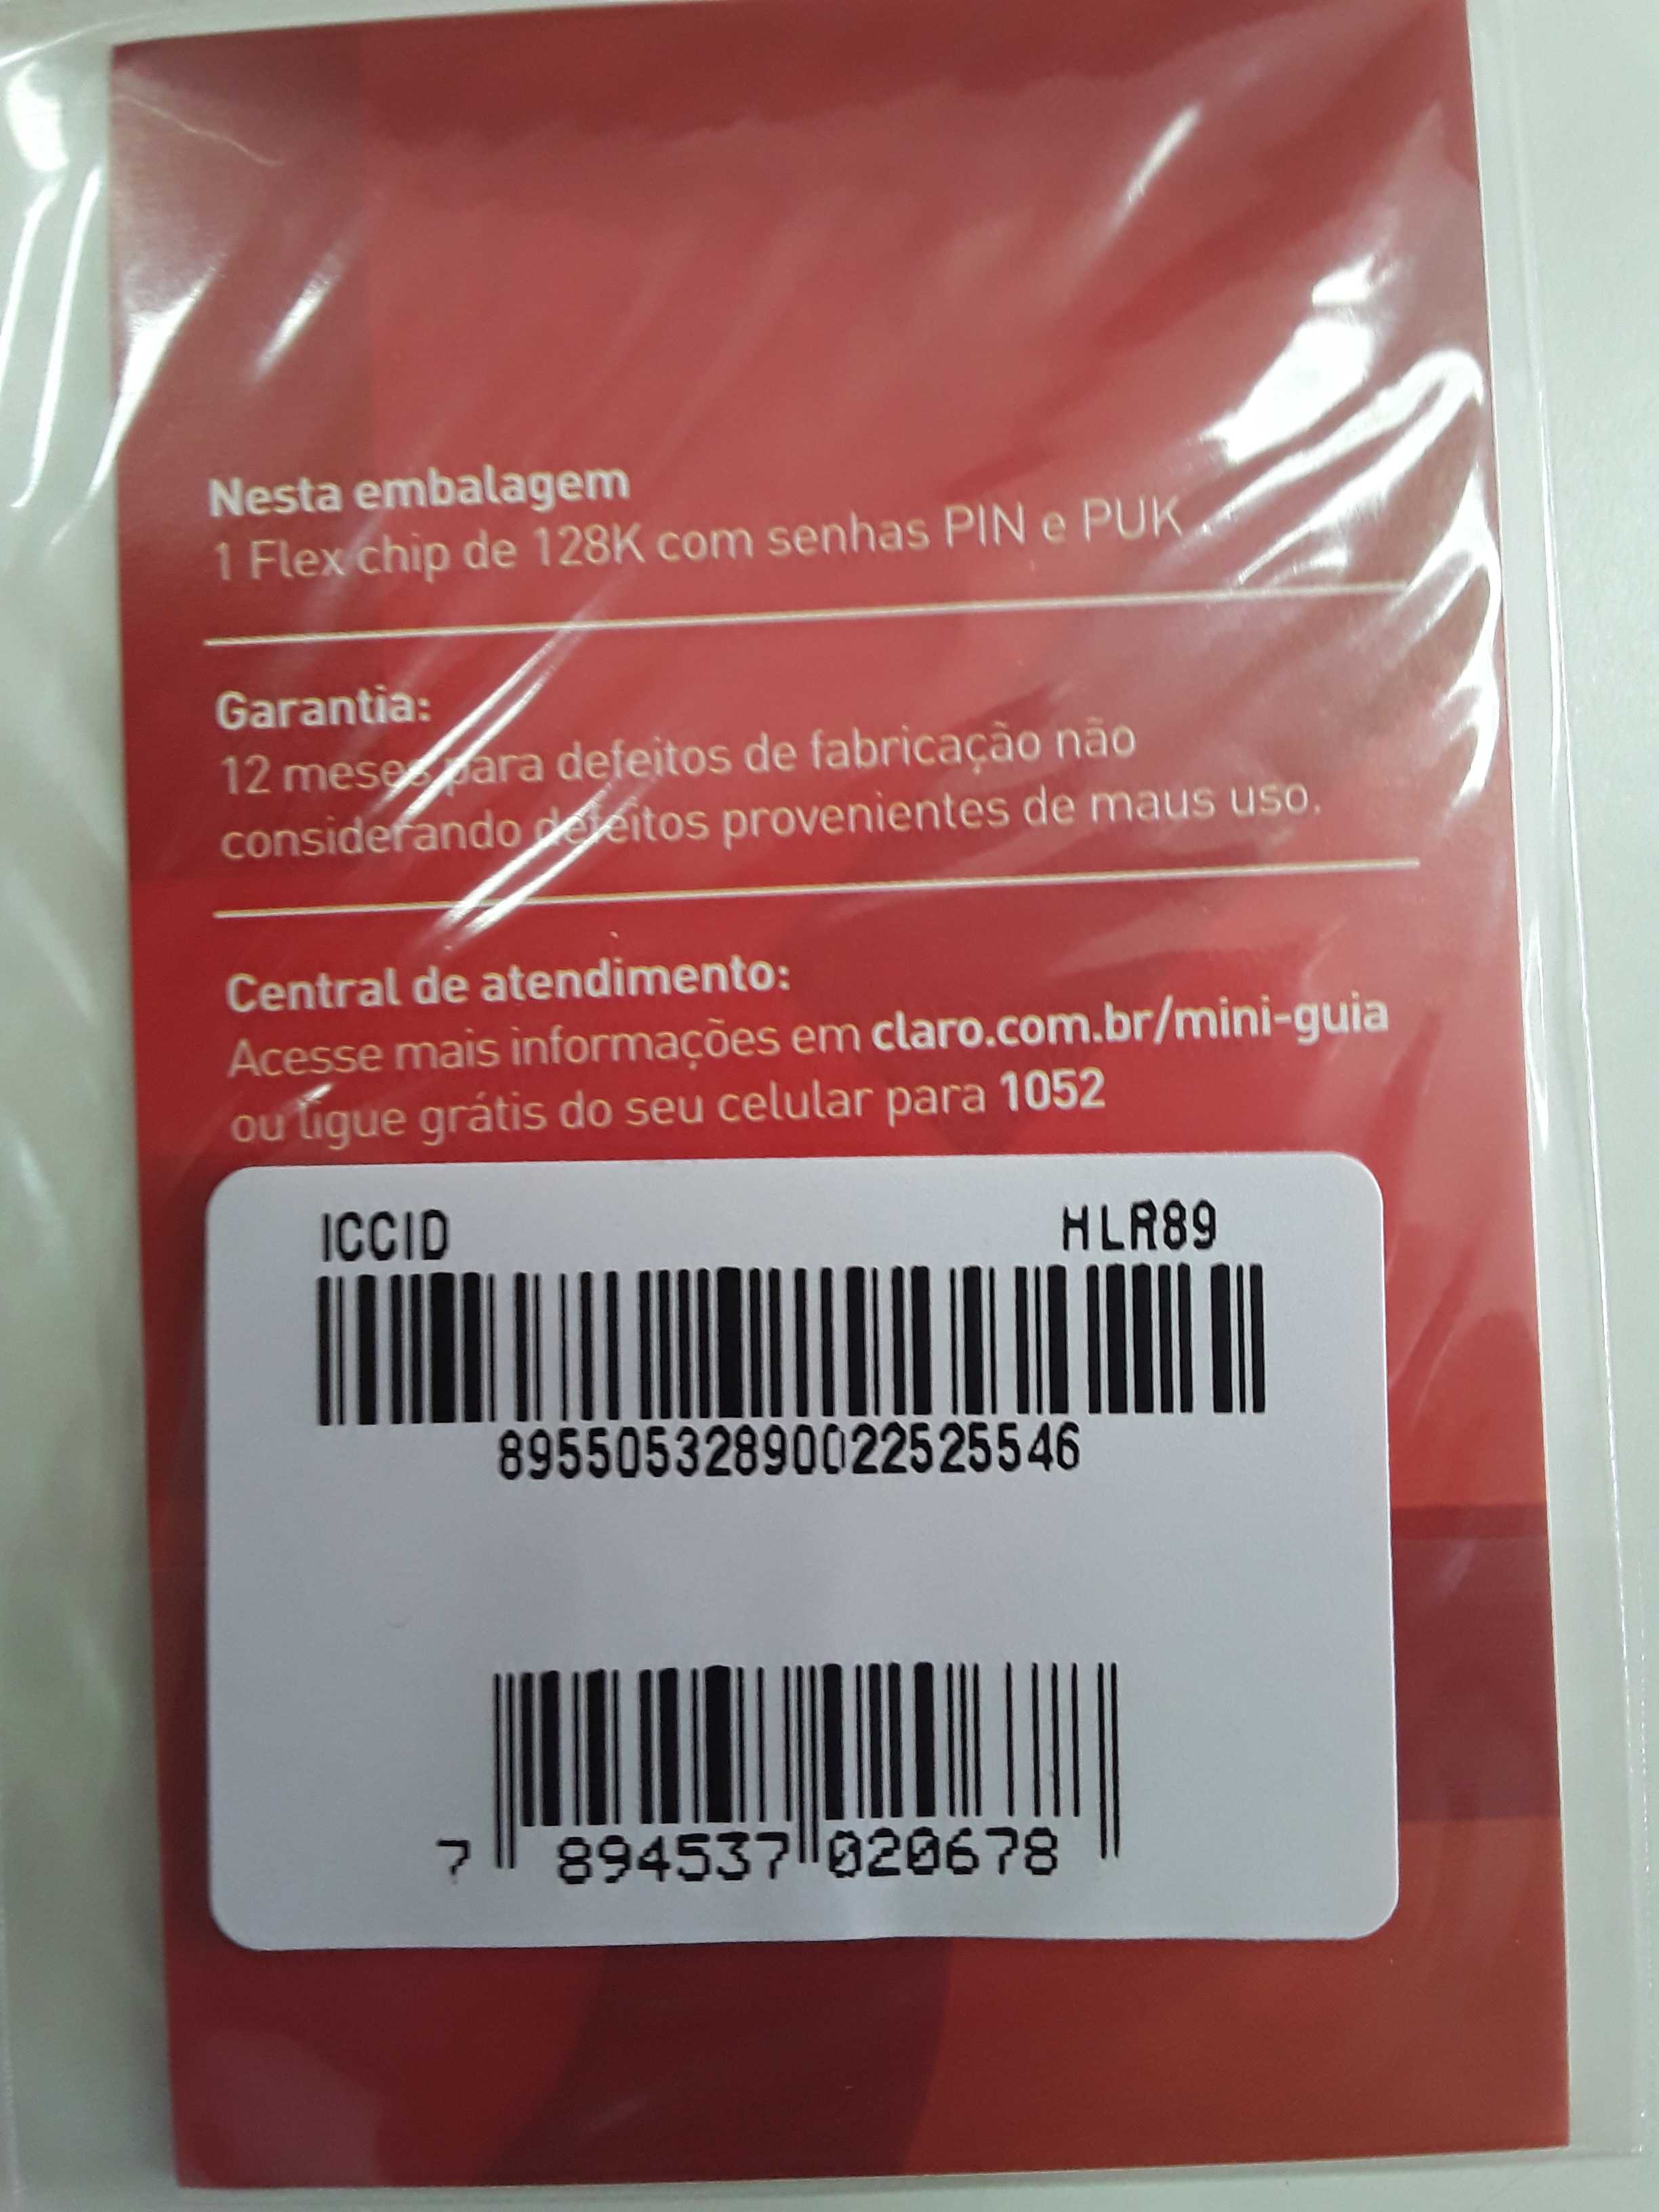 Nesta embalagem
1 Flex chip de 128K com senhas PIN e PUK .
Garantia:
12 meses para defeitos de fabricação não
considerando defeitos provenientes de maus uso.
Central de atendimento:
Acesse mais informações em claro.com.br/mini-guia
ou ligue grátis do seu celular para 1052
ICCID HLR89
89550532890022525546
7 894537 020678